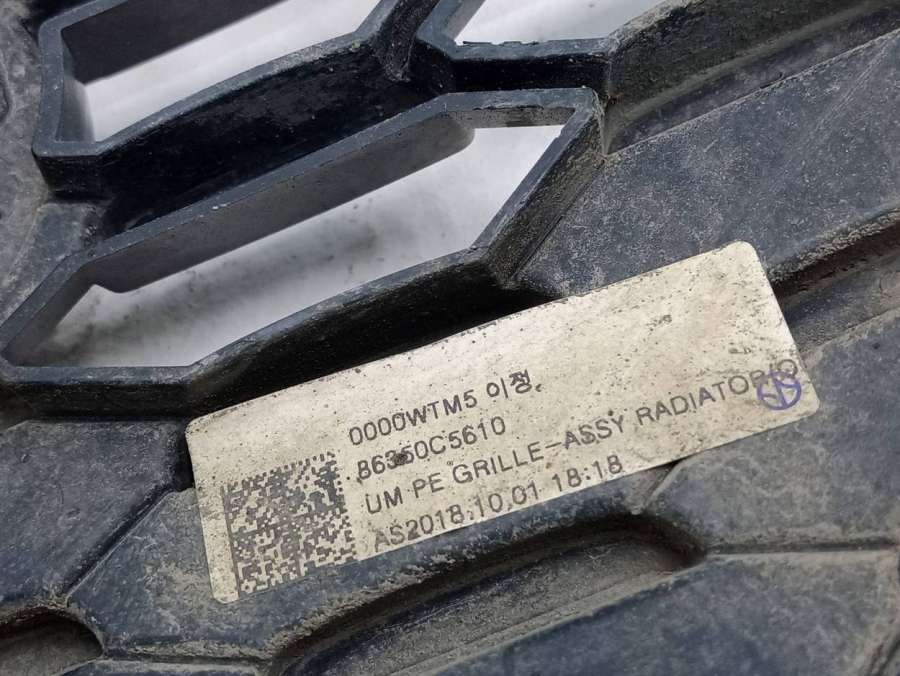 0000WTM5 이정
86350C5610
UM PE GRILLE-ASSY RADIATOR
AS2018.10.01 18:18